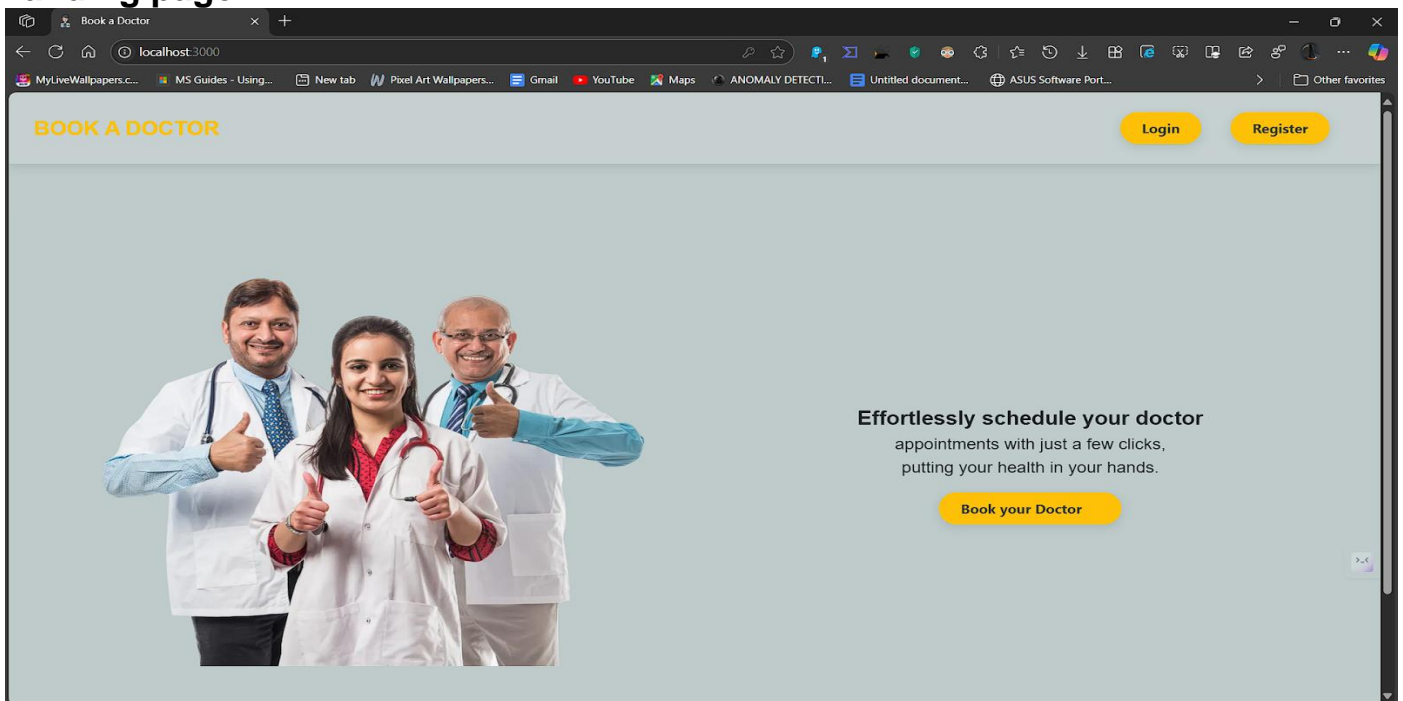 Book a Doctor
localhost:3000
1
MyLiveWallpapers.c... MS Guides - Using... New tab Pixel Art Wallpapers... Gmail YouTube Maps ANOMALY DETECTI... Untitled document... ASUS Software Port... Other favorites
BOOK A DOCTOR
Login Register
Effortlessly schedule your doctor
appointments with just a few clicks,
putting your health in your hands.
Book your Doctor